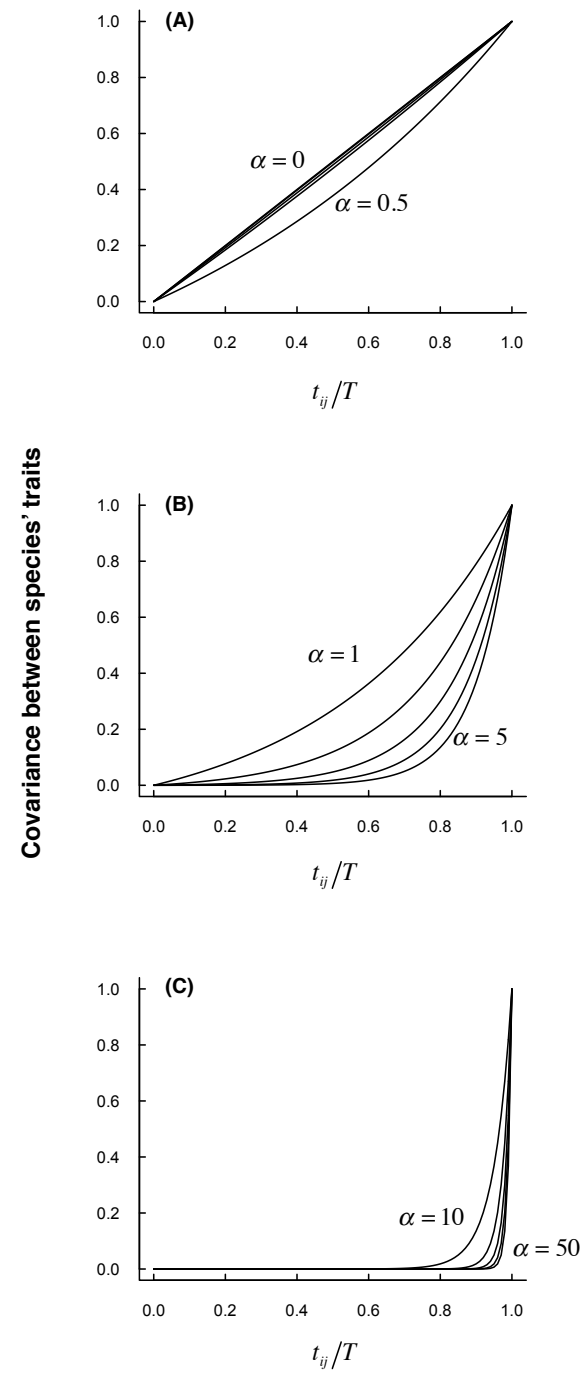 Covariance between species' traits
(A)
1.0
0.8
0.6
0.4
0.2
0.0
α = 0
α = 0.5
0.0 0.2 0.4 0.6 0.8 1.0
t_ij/T
(B)
1.0
0.8
0.6
0.4
0.2
0.0
α = 1
α = 5
0.0 0.2 0.4 0.6 0.8 1.0
t_ij/T
(C)
1.0
0.8
0.6
0.4
0.2
0.0
α = 10
α = 50
0.0 0.2 0.4 0.6 0.8 1.0
t_ij/T